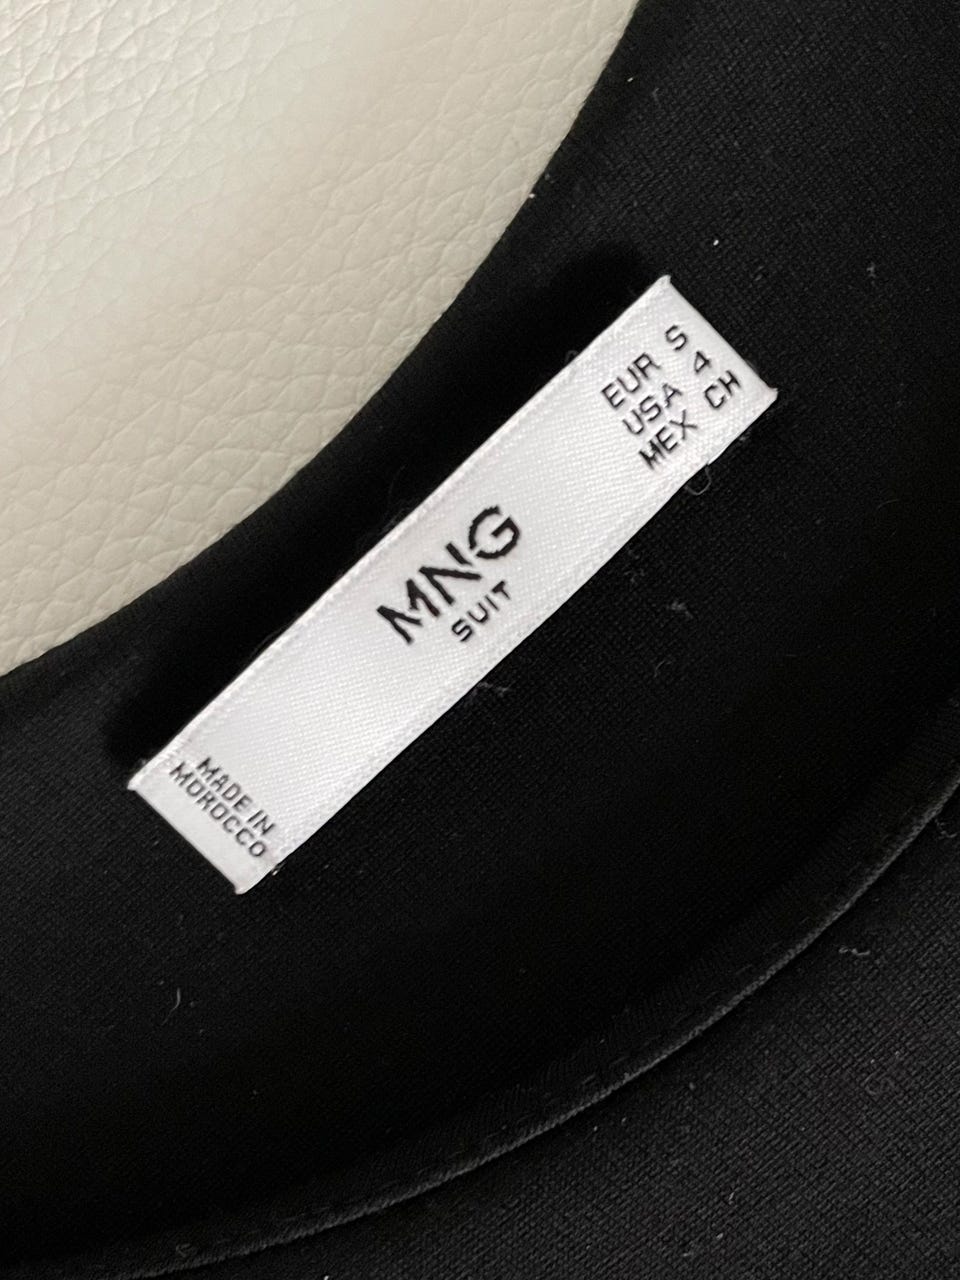 MADE IN
MOROCCO
MNG
SUIT
EUR S
USA 4
MEX CH